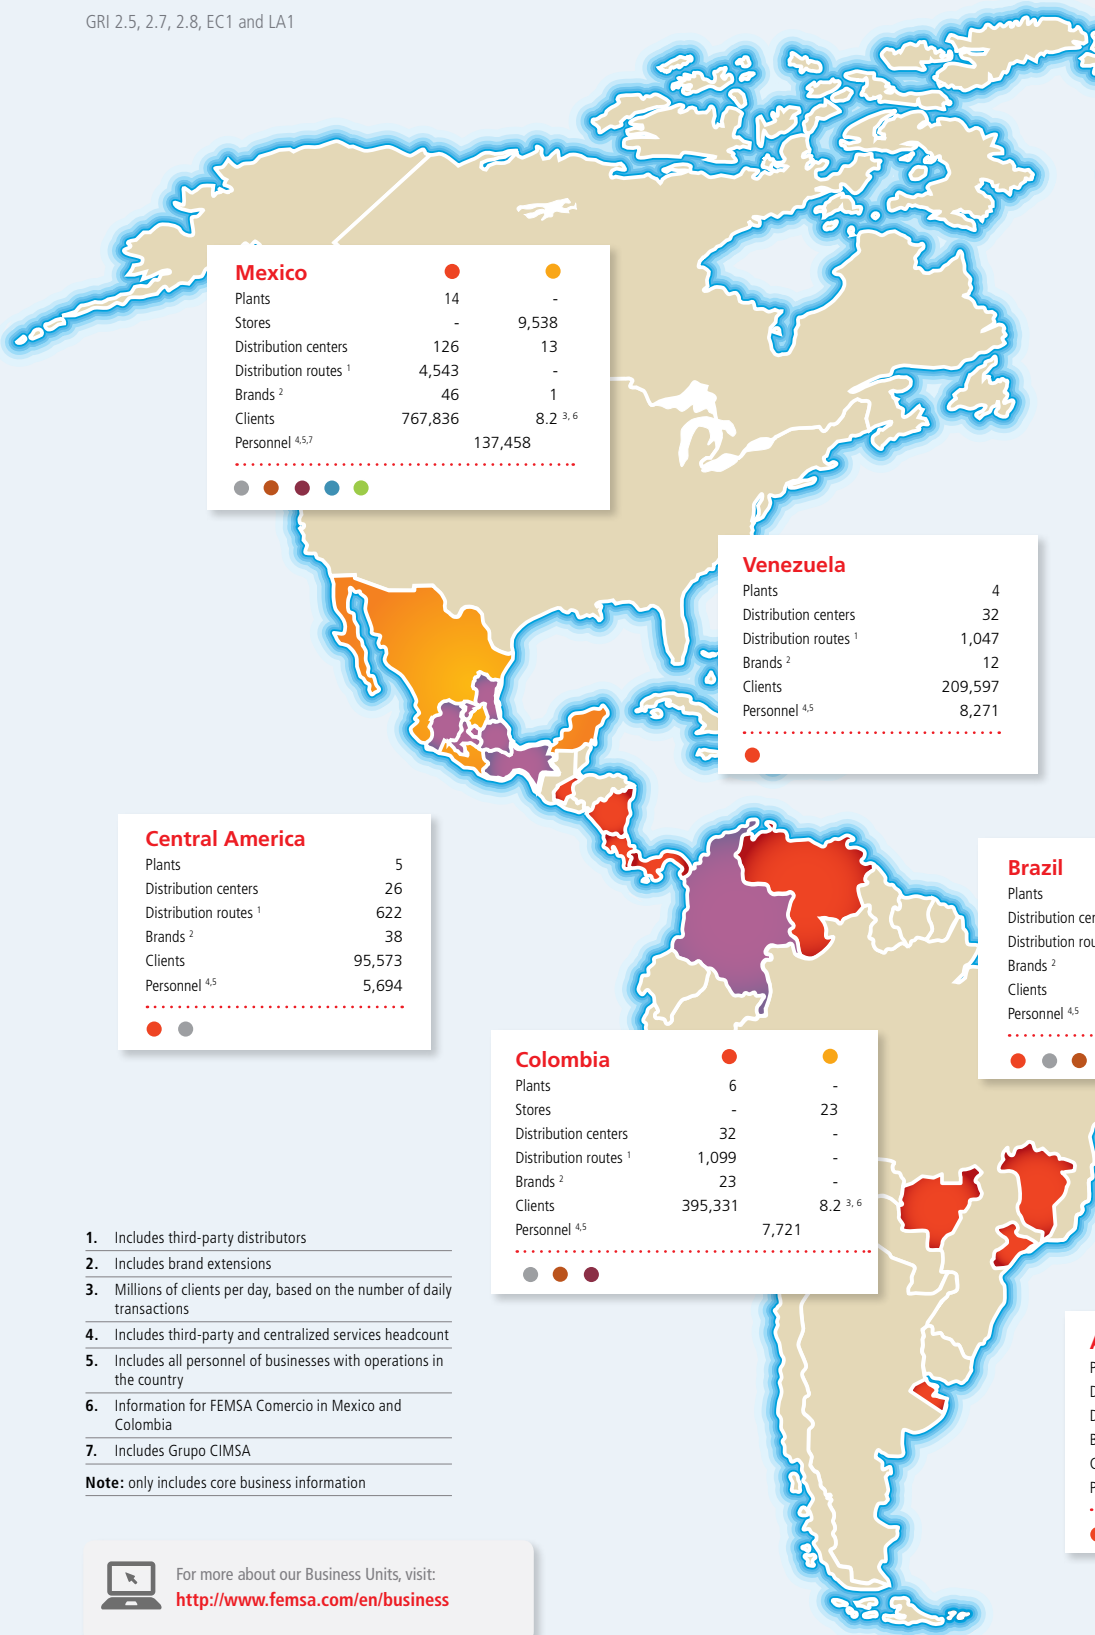 GRI 2.5, 2.7, 2.8, EC1 and LA1
Mexico
Plants 14 -
Stores - 9,538
Distribution centers 126 13
Distribution routes 1 4,543 -
Brands 2 46 1
Clients 767,836 8.2 3, 6
Personnel 4,5,7 137,458
Venezuela
Plants 4
Distribution centers 32
Distribution routes 1 1,047
Brands 2 12
Clients 209,597
Personnel 4,5 8,271
Central America
Plants 5
Distribution centers 26
Distribution routes 1 622
Brands 2 38
Clients 95,573
Personnel 4,5 5,694
Brazil
Plants
Distribution cen
Distribution rou
Brands 2
Clients
Personnel 4,5
Colombia
Plants 6 -
Stores - 23
Distribution centers 32 -
Distribution routes 1 1,099 -
Brands 2 23 -
Clients 395,331 8.2 3, 6
Personnel 4,5 7,721
1. Includes third-party distributors
2. Includes brand extensions
3. Millions of clients per day, based on the number of daily
transactions
4. Includes third-party and centralized services headcount
5. Includes all personnel of businesses with operations in
the country
6. Information for FEMSA Comercio in Mexico and
Colombia
7. Includes Grupo CIMSA
Note: only includes core business information
For more about our Business Units, visit:
http://www.femsa.com/en/business